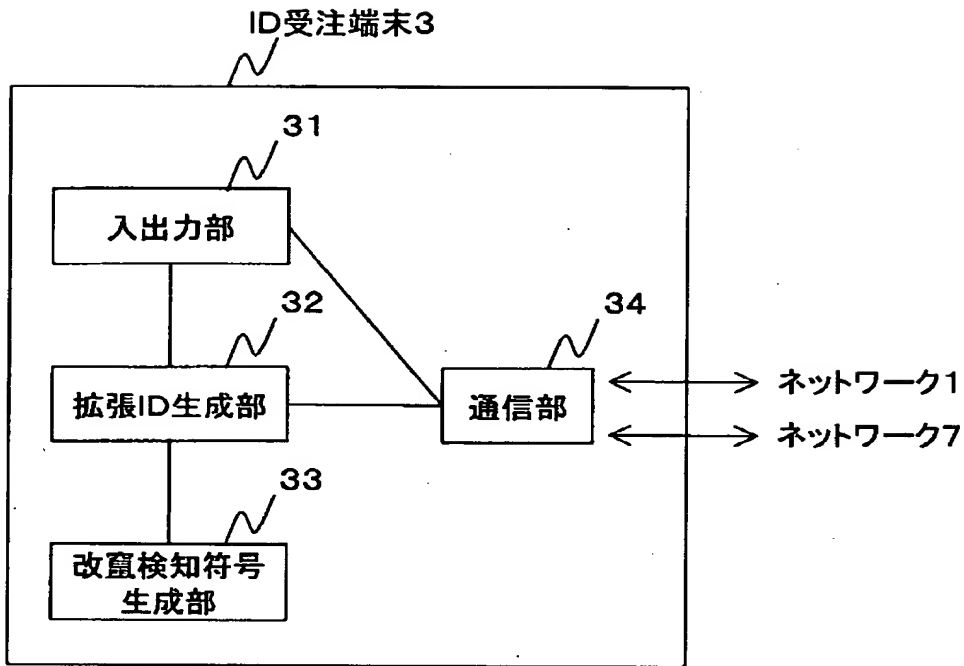 ID受注端末3
31
入出力部
32
拡張ID生成部
34
通信部
ネットワーク1
ネットワーク7
33
改竄検知符号
生成部